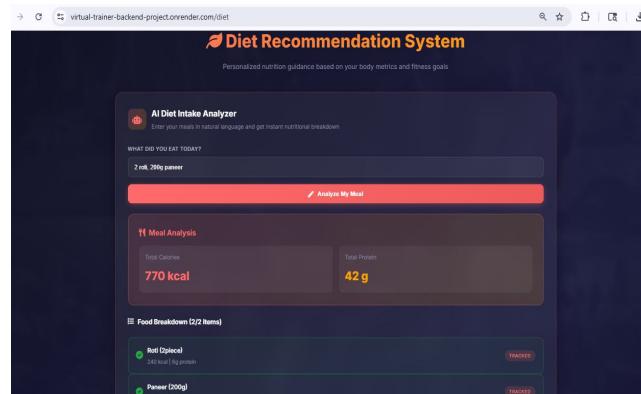 virtual-trainer-backend-project.onrender.com/diet
Diet Recommendation System
Personalized nutrition guidance based on your body metrics and fitness goals
AI Diet Intake Analyzer
Enter your meals in natural language and get instant nutritional breakdown
WHAT DID YOU EAT TODAY?
2 roti, 200g paneer
Analyze My Meal
Meal Analysis
Total Calories
Total Protein
770 kcal
42 g
Food Breakdown (2/2 Items)
Roti (2piece)
240 kcal | 6g protein
TRACKED
Paneer (200g)
TRACKED